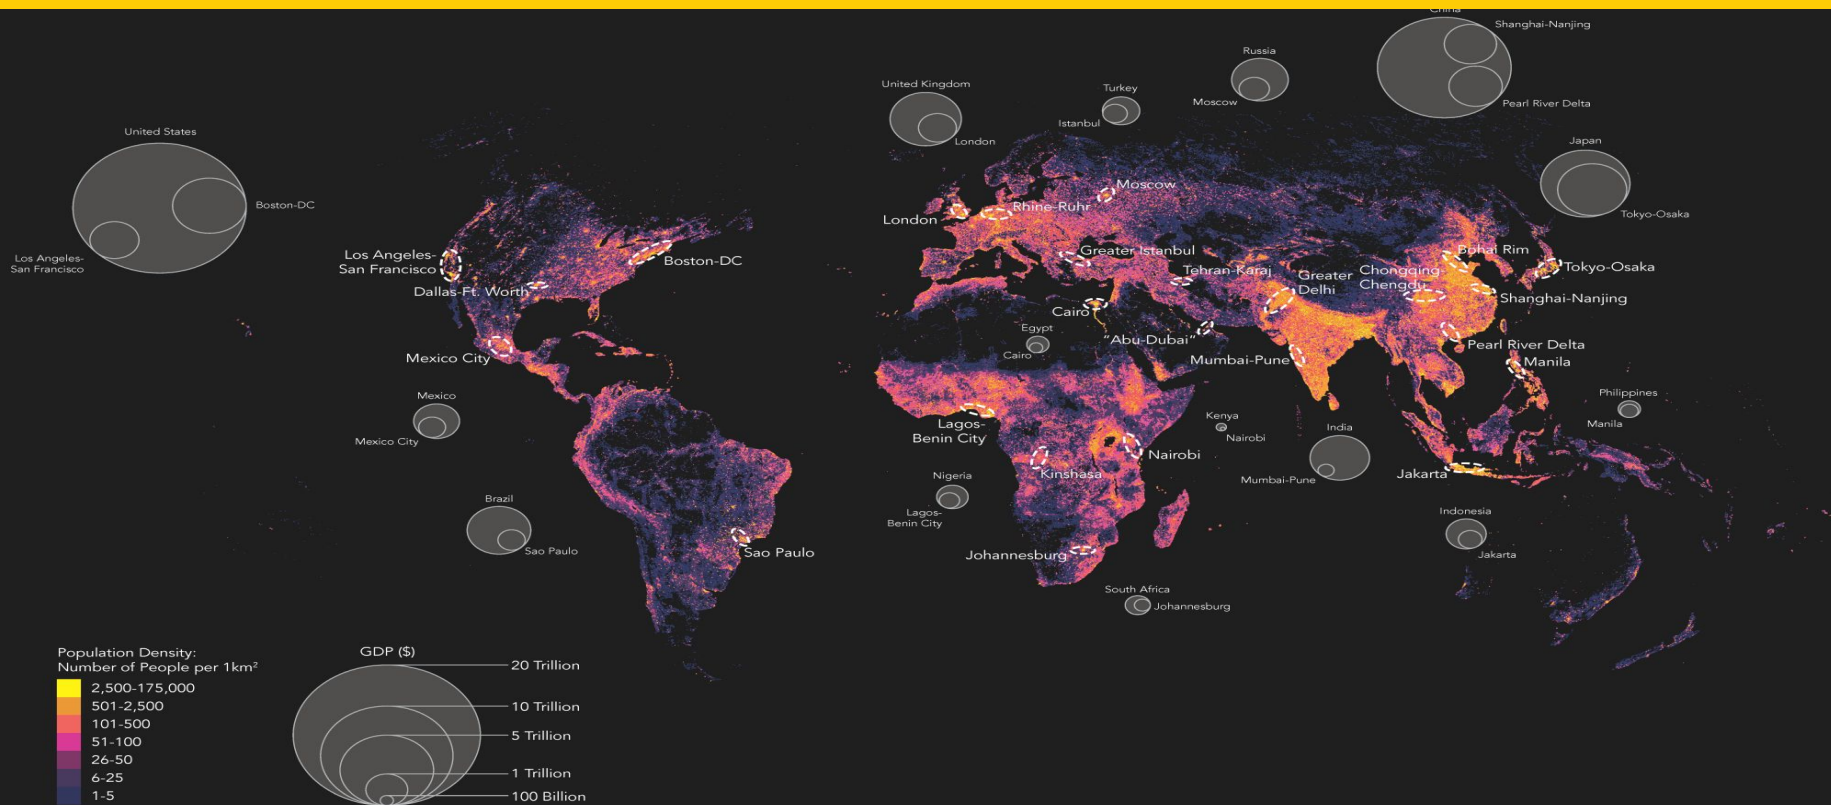 China
Shanghai-Nanjing
Pearl River Delta
Russia
Moscow
United Kingdom
London
Turkey
Istanbul
Japan
Tokyo-Osaka
United States
Boston-DC
Los Angeles-
San Francisco
Los Angeles-
San Francisco
Boston-DC
Dallas-Ft. Worth
Mexico City
Mexico
Mexico City
Brazil
Sao Paulo
Sao Paulo
London
Rhine-Ruhr
Moscow
Greater Istanbul
Tehran-Karaj
Greater
Delhi
Chongqing
Chengdu
Bohai Rim
Tokyo-Osaka
Shanghai-Nanjing
Cairo
Egypt
Cairo
"Abu-Dubai"
Mumbai-Pune
Pearl River Delta
Manila
Philippines
Manila
Lagos-
Benin City
Kenya
Nairobi
Nairobi
India
Mumbai-Pune
Kinshasa
Nigeria
Lagos-
Benin City
Jakarta
Indonesia
Jakarta
Johannesburg
South Africa
Johannesburg
Population Density:
Number of People per 1km²
2,500-175,000
501-2,500
101-500
51-100
26-50
6-25
1-5
GDP ($)
20 Trillion
10 Trillion
5 Trillion
1 Trillion
100 Billion